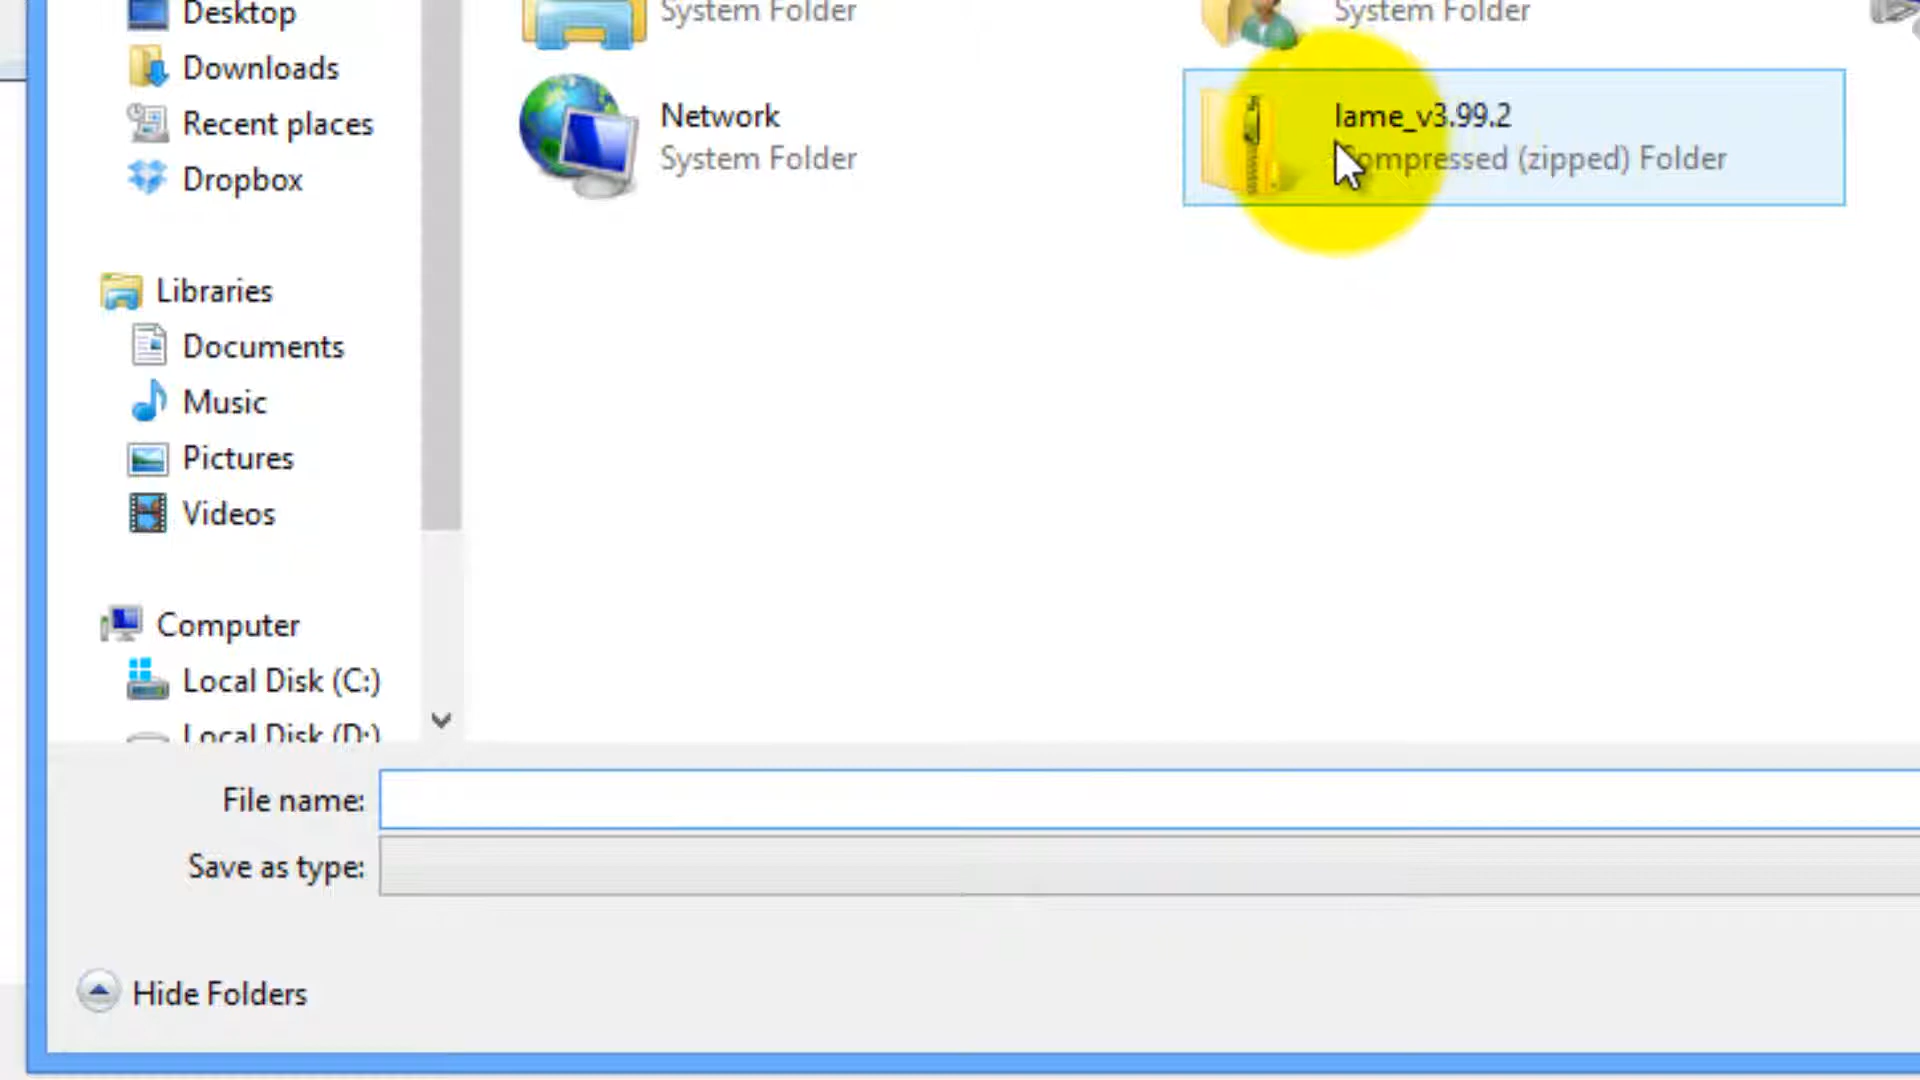 Desktop
Downloads
Recent places
Dropbox
Libraries
Documents
Music
Pictures
Videos
Computer
Local Disk (C:)
Local Disk (D:)
System Folder
System Folder
Network
System Folder
lame_v3.99.2
Compressed (zipped) Folder
File name:
Save as type:
Hide Folders